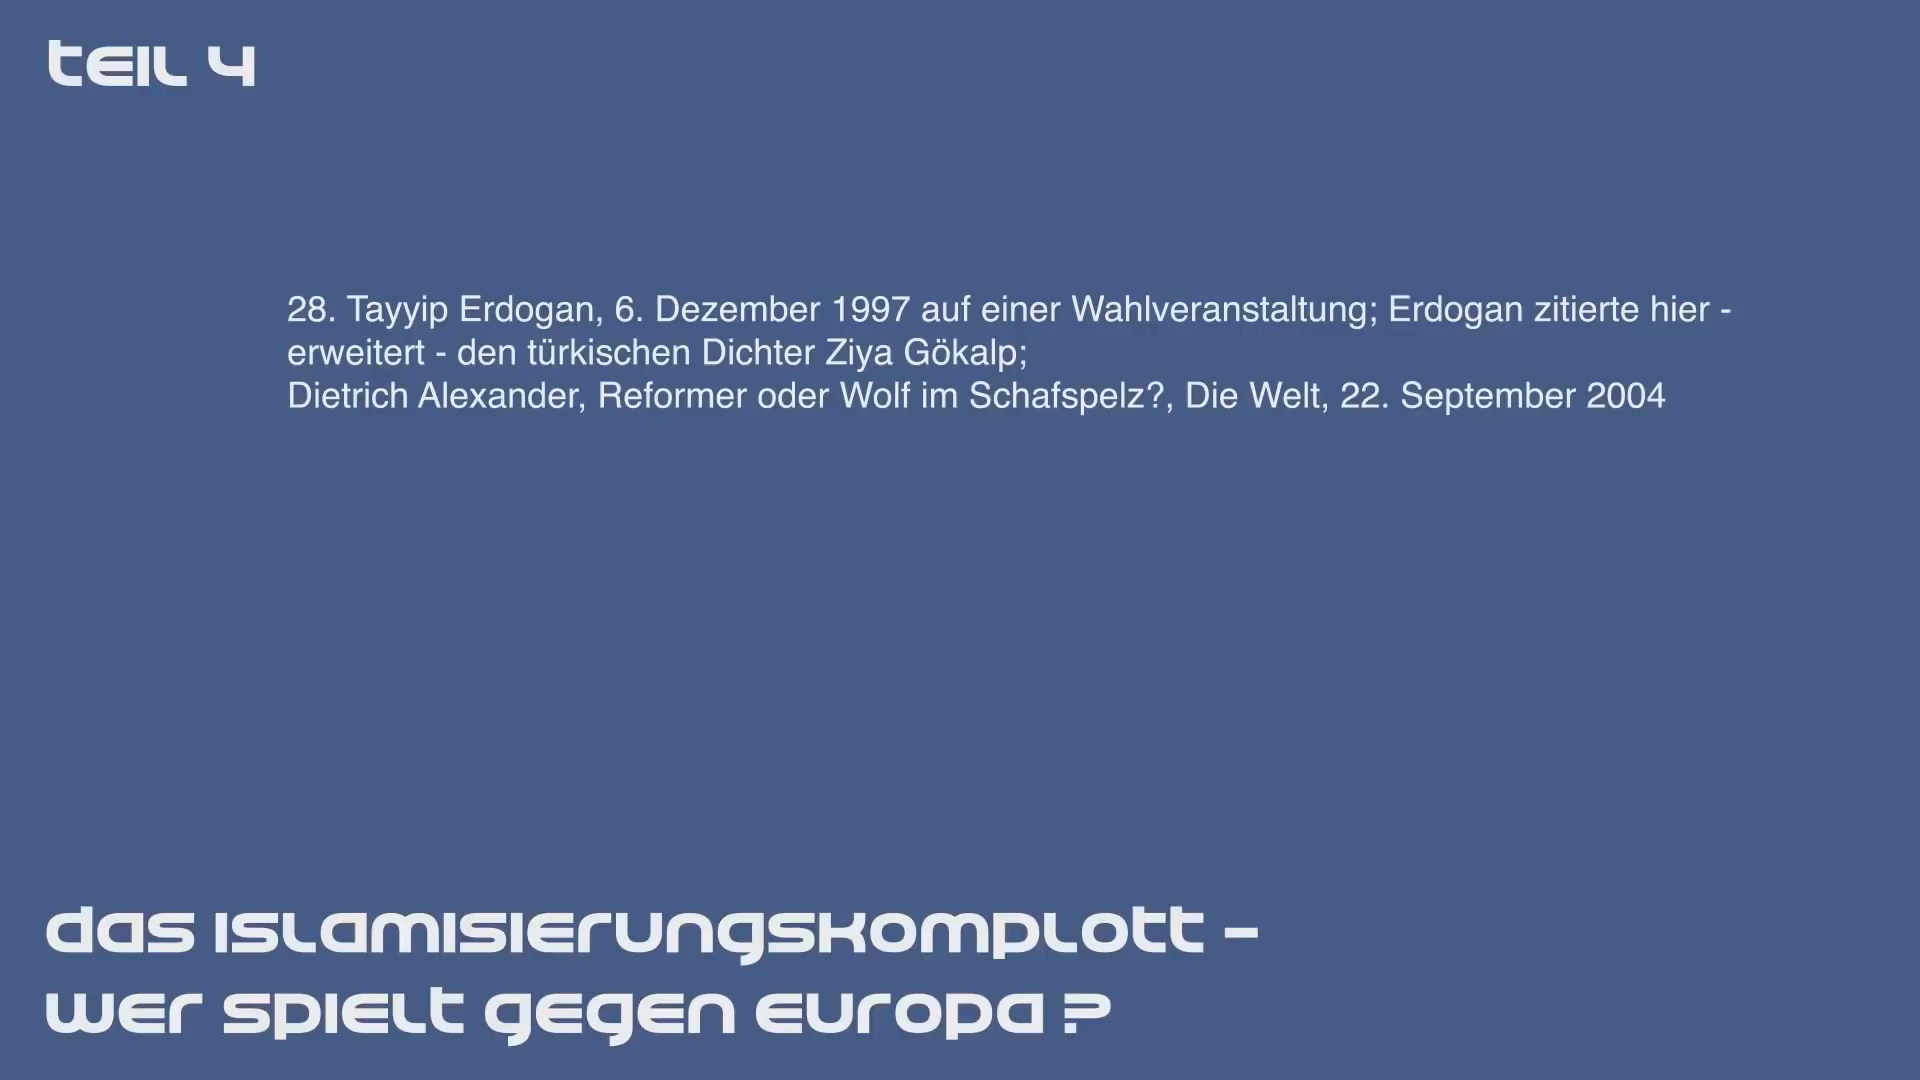 Teil 4
28. Tayyip Erdogan, 6. Dezember 1997 auf einer Wahlveranstaltung; Erdogan zitierte hier -
erweitert - den türkischen Dichter Ziya Gökalp;
Dietrich Alexander, Reformer oder Wolf im Schafspelz?, Die Welt, 22. September 2004
Das Islamisierungskomplott –
Wer spielt gegen Europa ?